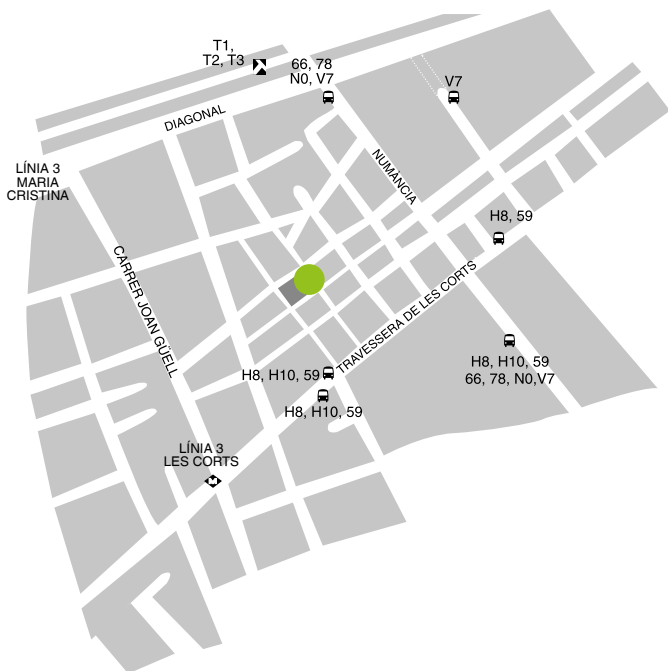 T1,
T2, T3
66, 78
N0, V7
V7
DIAGONAL
LÍNIA 3
MARIA
CRISTINA
NUMÀNCIA
H8, 59
CARRER JOAN GÜELL
TRAVESSERA DE LES CORTS
H8, H10, 59
66, 78, N0,V7
H8, H10, 59
H8, H10, 59
LÍNIA 3
LES CORTS